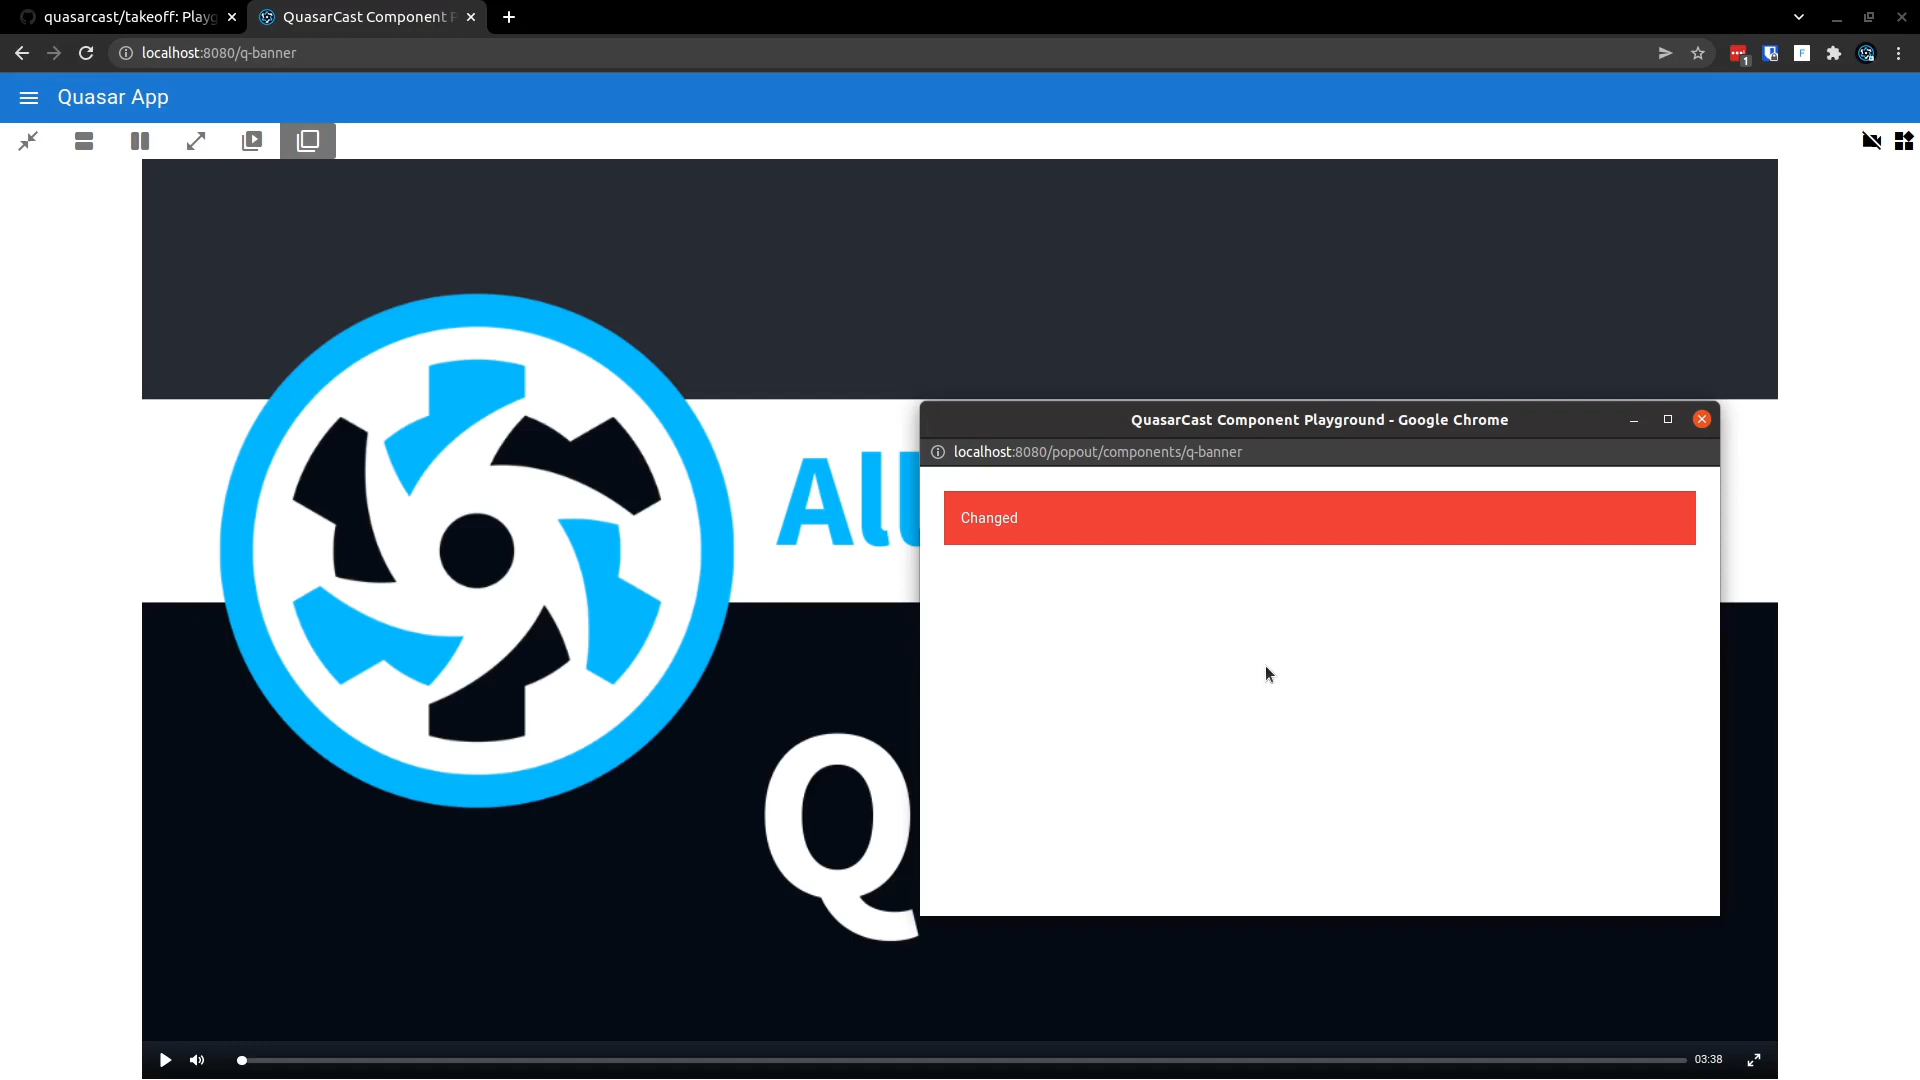 quasarcast/takeoff: Playg
QuasarCast Component P
localhost:8080/q-banner
1
F
Quasar App
All
QuasarCast Component Playground - Google Chrome
localhost:8080/popout/components/q-banner
Changed
Q
03:38